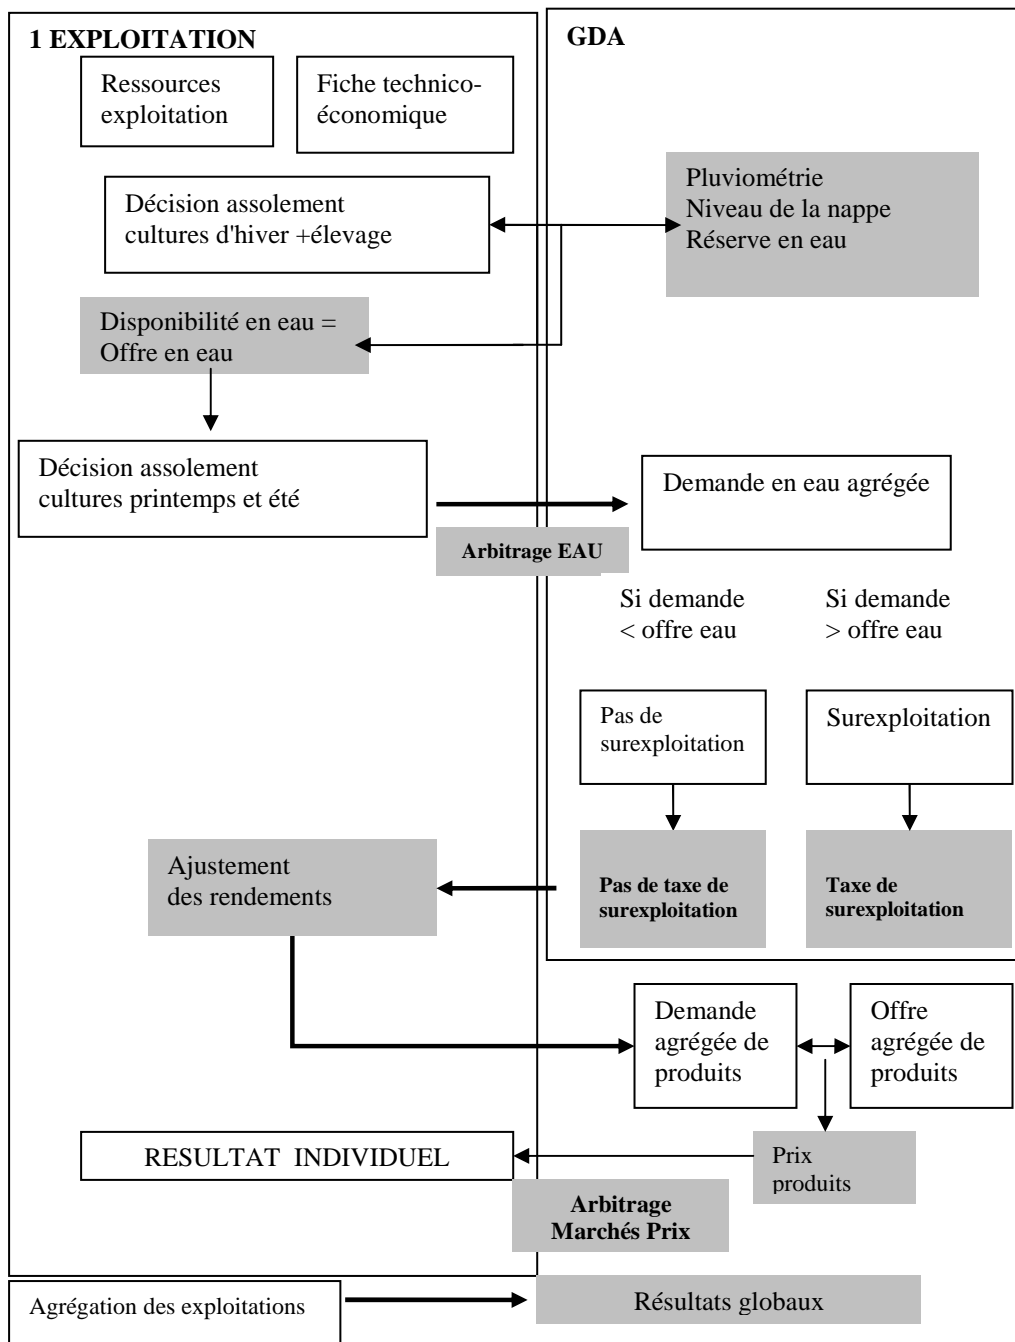 1 EXPLOITATION
GDA
Ressources
exploitation
Fiche technico-
économique
Pluviométrie
Niveau de la nappe
Réserve en eau
Décision assolement
cultures d'hiver +élevage
Disponibilité en eau =
Offre en eau
Décision assolement
cultures printemps et été
Demande en eau agrégée
Arbitrage EAU
Si demande
< offre eau
Si demande
> offre eau
Pas de
surexploitation
Surexploitation
Ajustement
des rendements
Pas de taxe de
surexploitation
Taxe de
surexploitation
Demande
agrégée de
produits
Offre
agrégée de
produits
RESULTAT INDIVIDUEL
Prix
produits
Arbitrage
Marchés Prix
Agrégation des exploitations
Résultats globaux